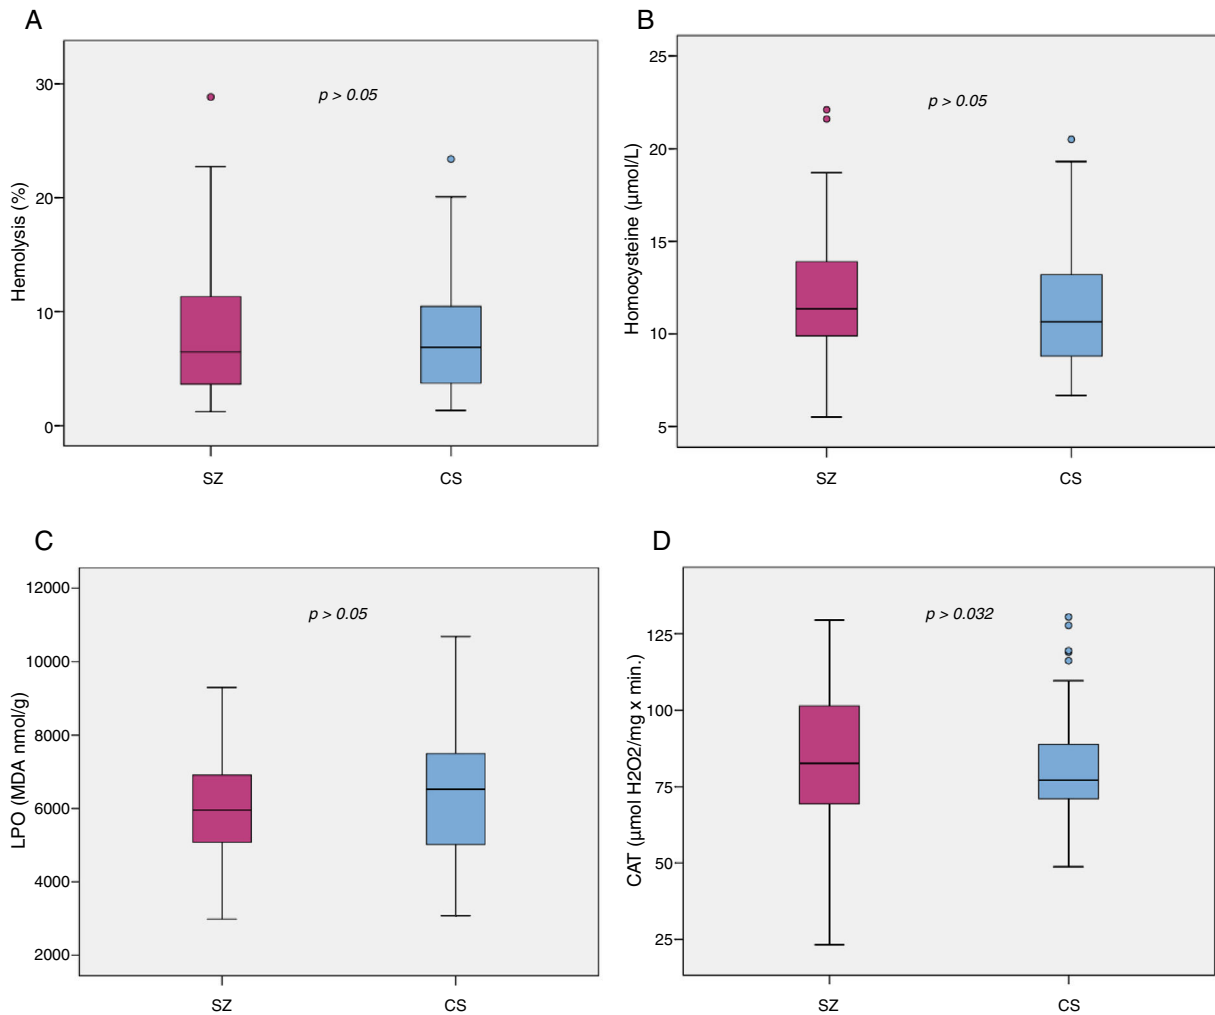 A
Hemolysis (%)
30
20
10
0
p > 0.05
SZ
CS
B
Homocysteine (µmol/L)
25
20
15
10
5
p > 0.05
SZ
CS
C
LPO (MDA nmol/g)
12000
10000
8000
6000
4000
2000
p > 0.05
SZ
CS
D
CAT (µmol H2O2/mg x min.)
125
100
75
50
25
p > 0.032
SZ
CS